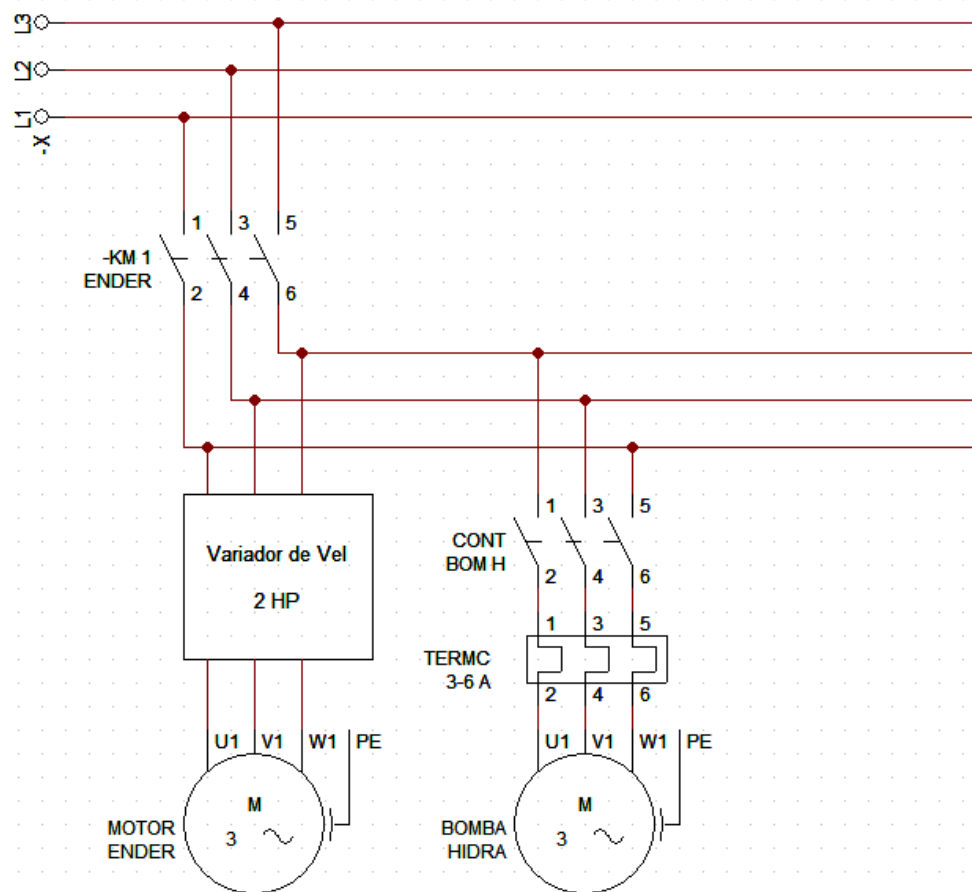 L3
L2
L1
-X
1 3 5
-KM 1
ENDER
2 4 6
Variador de Vel
2 HP
1 3 5
CONT
BOM H
2 4 6
1 3 5
TERMC
3-6 A
2 4 6
U1 V1 W1 PE
M
3
MOTOR
ENDER
U1 V1 W1 PE
M
3
BOMBA
HIDRA